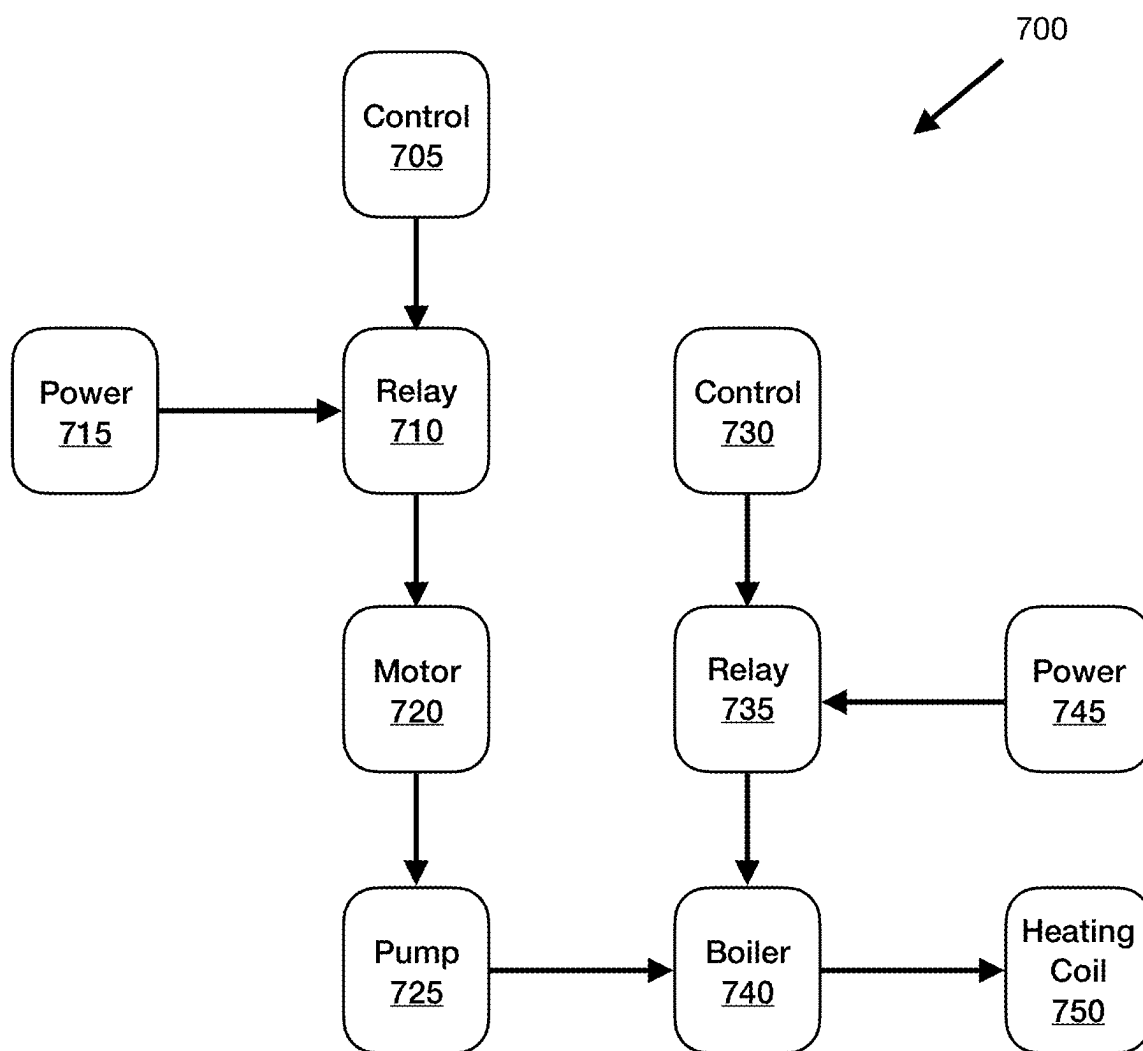 700
Control
705
Power
715
Relay
710
Control
730
Motor
720
Relay
735
Power
745
Pump
725
Boiler
740
Heating
Coil
750